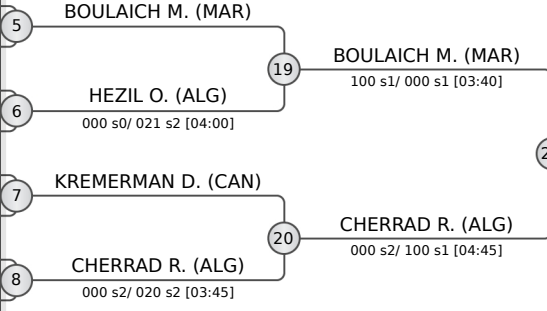 BOULAICH M. (MAR)
5
19
BOULAICH M. (MAR)
100 s1/ 000 s1 [03:40]
HEZIL O. (ALG)
6
000 s0/ 021 s2 [04:00]
KREMERMAN D. (CAN)
7
20
CHERRAD R. (ALG)
000 s2/ 100 s1 [04:45]
CHERRAD R. (ALG)
8
000 s2/ 020 s2 [03:45]